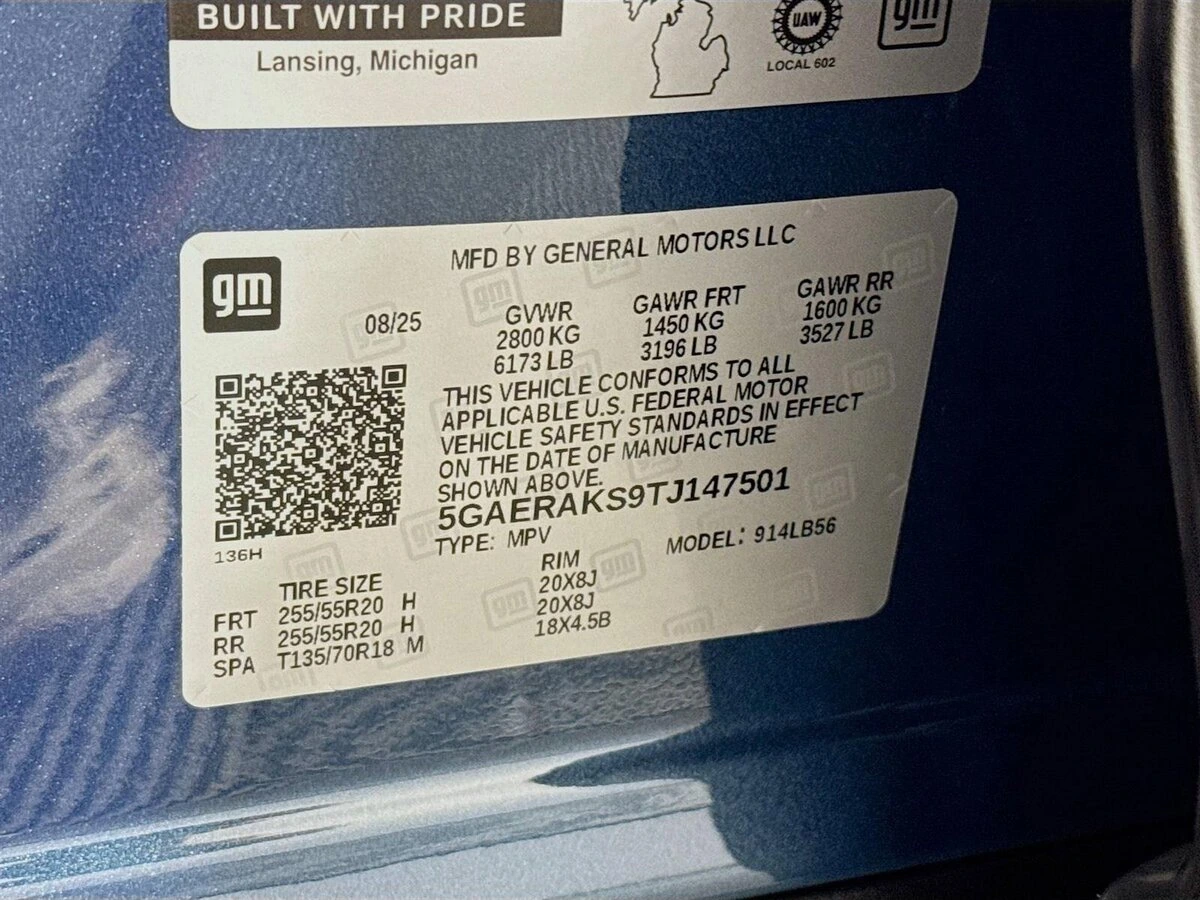 BUILT WITH PRIDE
Lansing, Michigan
UAW
LOCAL 602
gm
gm
MFD BY GENERAL MOTORS LLC
08/25
GVWR GAWR FRT GAWR RR
2800 KG 1450 KG 1600 KG
6173 LB 3196 LB 3527 LB
THIS VEHICLE CONFORMS TO ALL
APPLICABLE U.S. FEDERAL MOTOR
VEHICLE SAFETY STANDARDS IN EFFECT
ON THE DATE OF MANUFACTURE
SHOWN ABOVE.
5GAERAKS9TJ147501
TYPE: MPV MODEL: 914LB56
136H
TIRE SIZE RIM
FRT 255/55R20 H 20X8J
RR 255/55R20 H 20X8J
SPA T135/70R18 M 18X4.5B